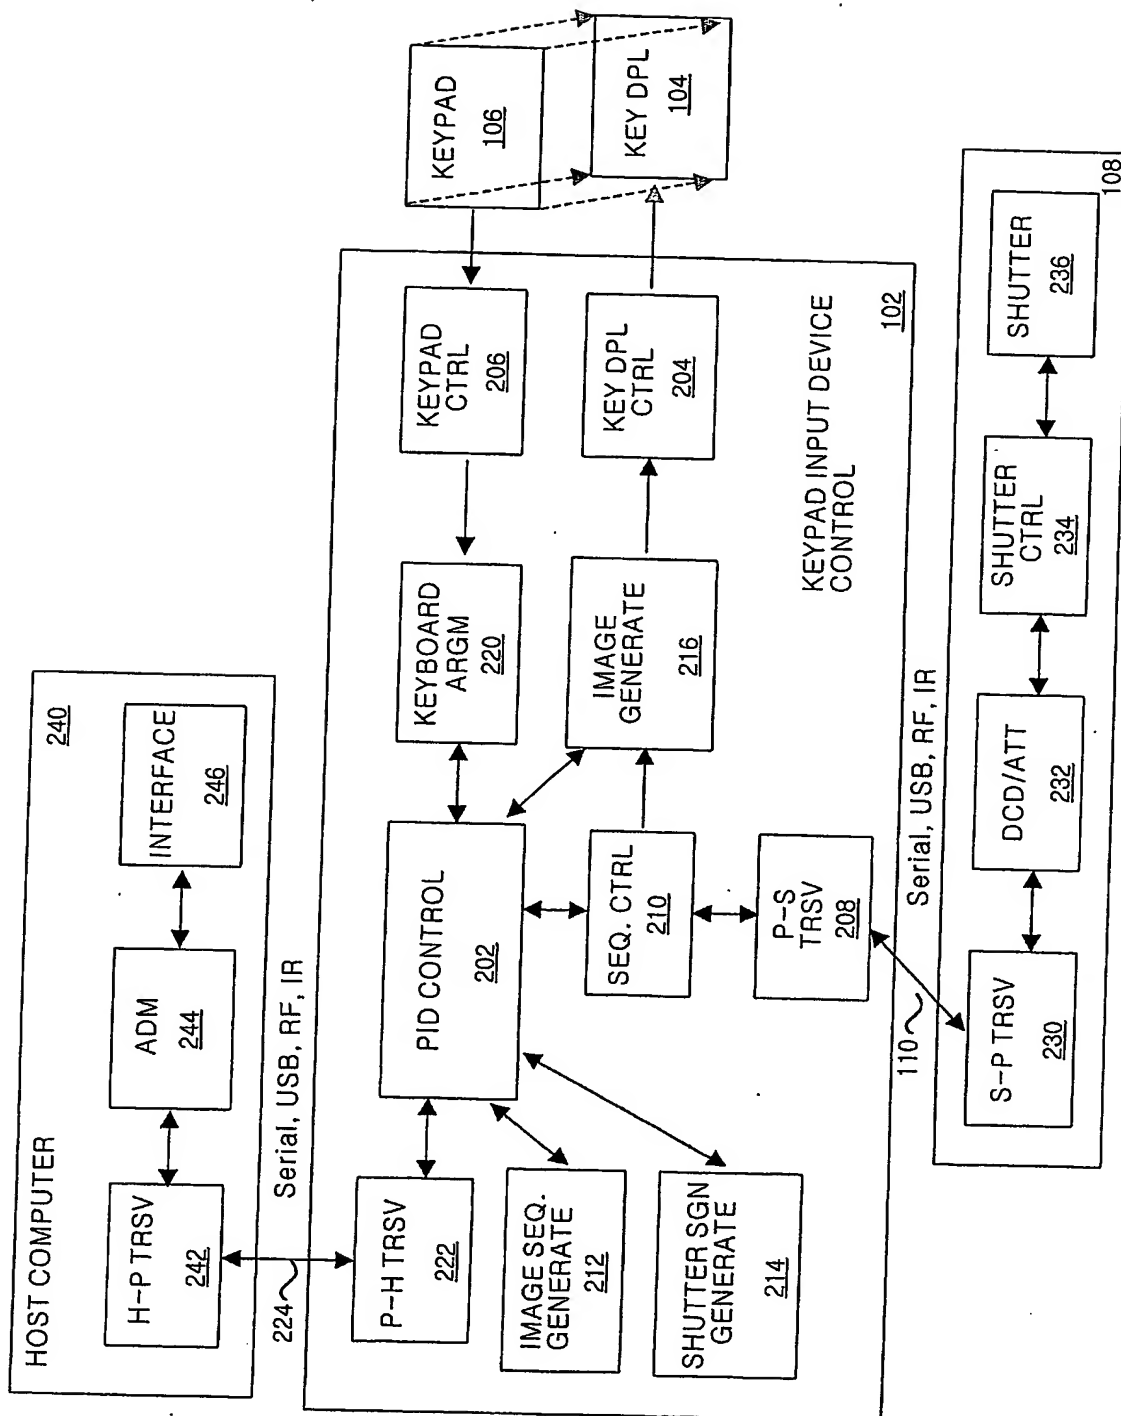 HOST COMPUTER
240
H-P TRSV
242
ADM
244
INTERFACE
246
224
Serial, USB, RF, IR
P-H TRSV
222
PID CONTROL
202
KEYBOARD
ARGM
220
KEYPAD
CTRL
206
KEYPAD
106
IMAGE SEQ.
GENERATE
212
SEQ. CTRL
210
IMAGE
GENERATE
216
KEY DPL
CTRL
204
KEY DPL
104
SHUTTER SGN
GENERATE
214
P-S
TRSV
208
KEYPAD INPUT DEVICE
CONTROL
102
110
Serial, USB, RF, IR
S-P TRSV
230
DCD/ATT
232
SHUTTER
CTRL
234
SHUTTER
236
108